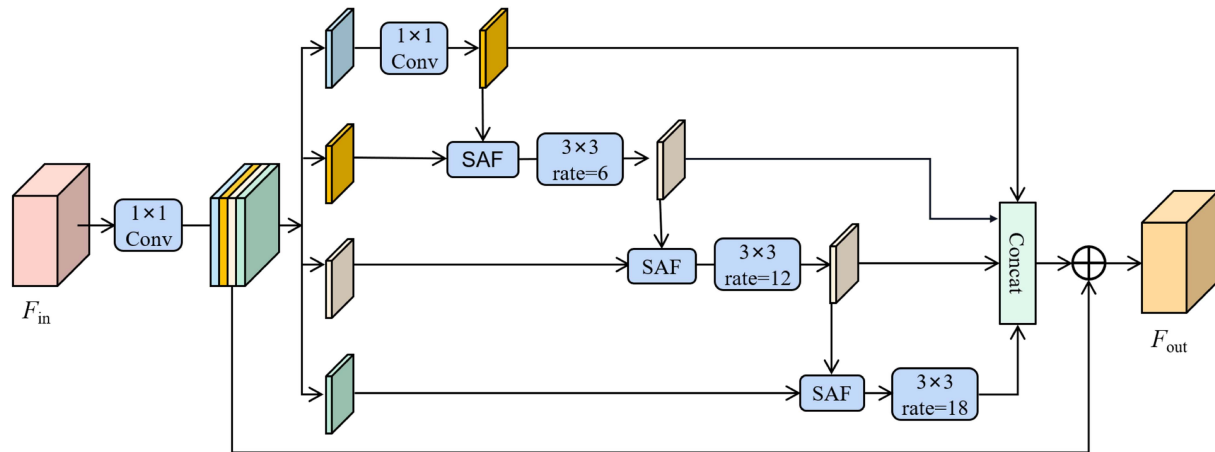 1×1
Conv
SAF
3×3
rate=6
1×1
Conv
SAF
3×3
rate=12
Concat
F_in
F_out
SAF
3×3
rate=18